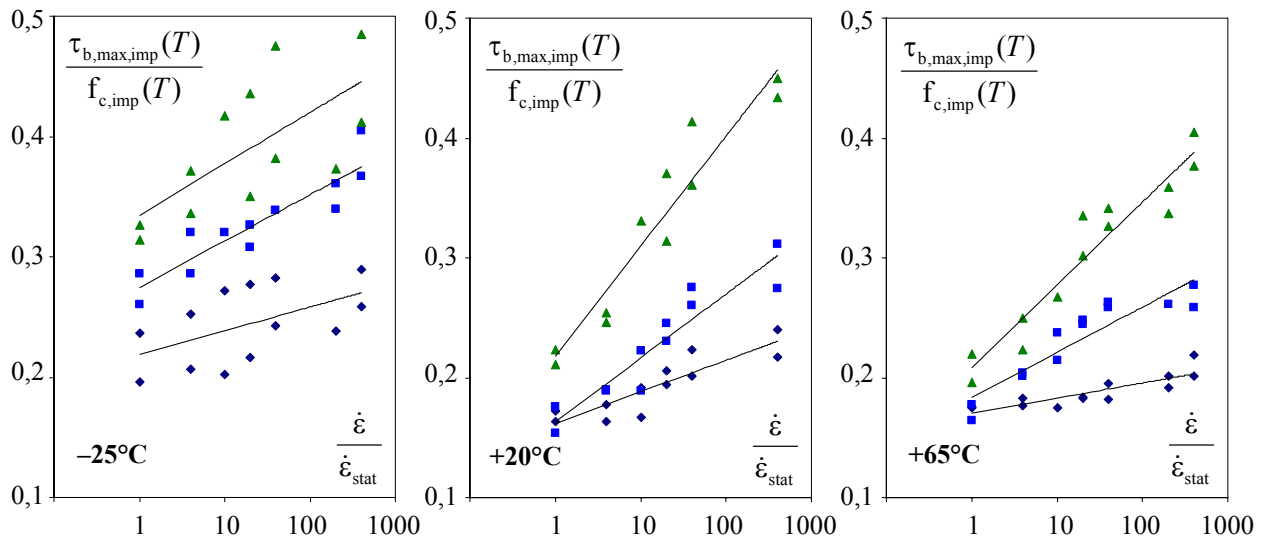 0,5
τb,max,imp(T)
fc,imp(T)
0,4
0,3
0,2
−25°C
ε̇
ε̇stat
0,1
1 10 100 1000
0,5
τb,max,imp(T)
fc,imp(T)
0,4
0,3
0,2
+20°C
ε̇
ε̇stat
0,1
1 10 100 1000
0,5
τb,max,imp(T)
fc,imp(T)
0,4
0,3
0,2
+65°C
ε̇
ε̇stat
0,1
1 10 100 1000